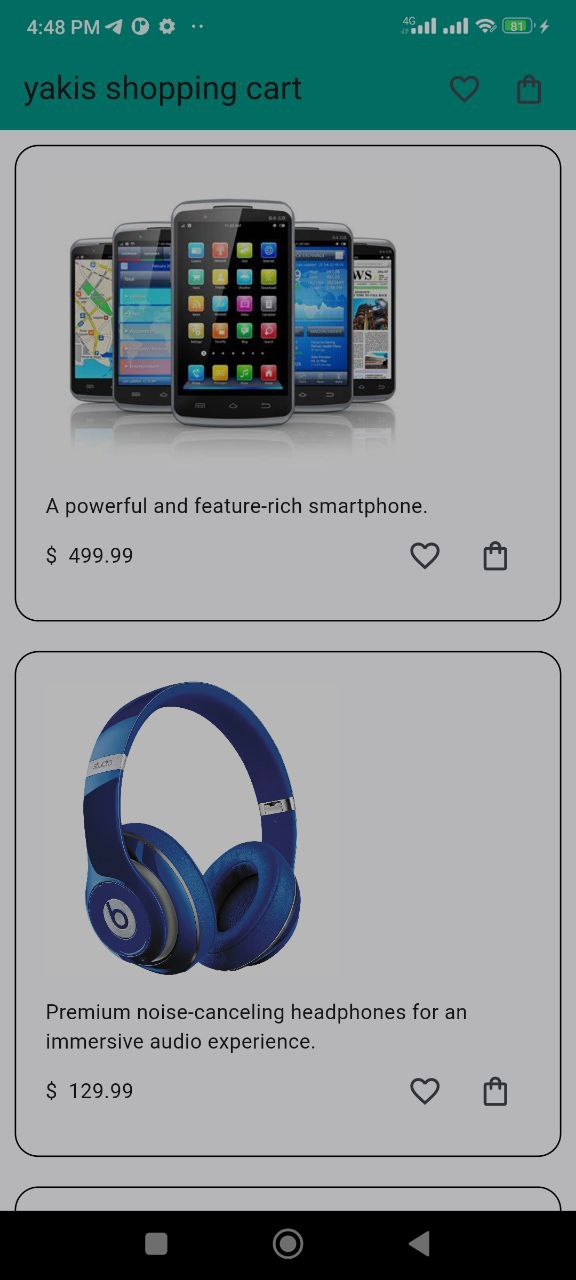 4:48 PM
4G
81
yakis shopping cart
A powerful and feature-rich smartphone.
$ 499.99
studio
b
Premium noise-canceling headphones for an
immersive audio experience.
$ 129.99